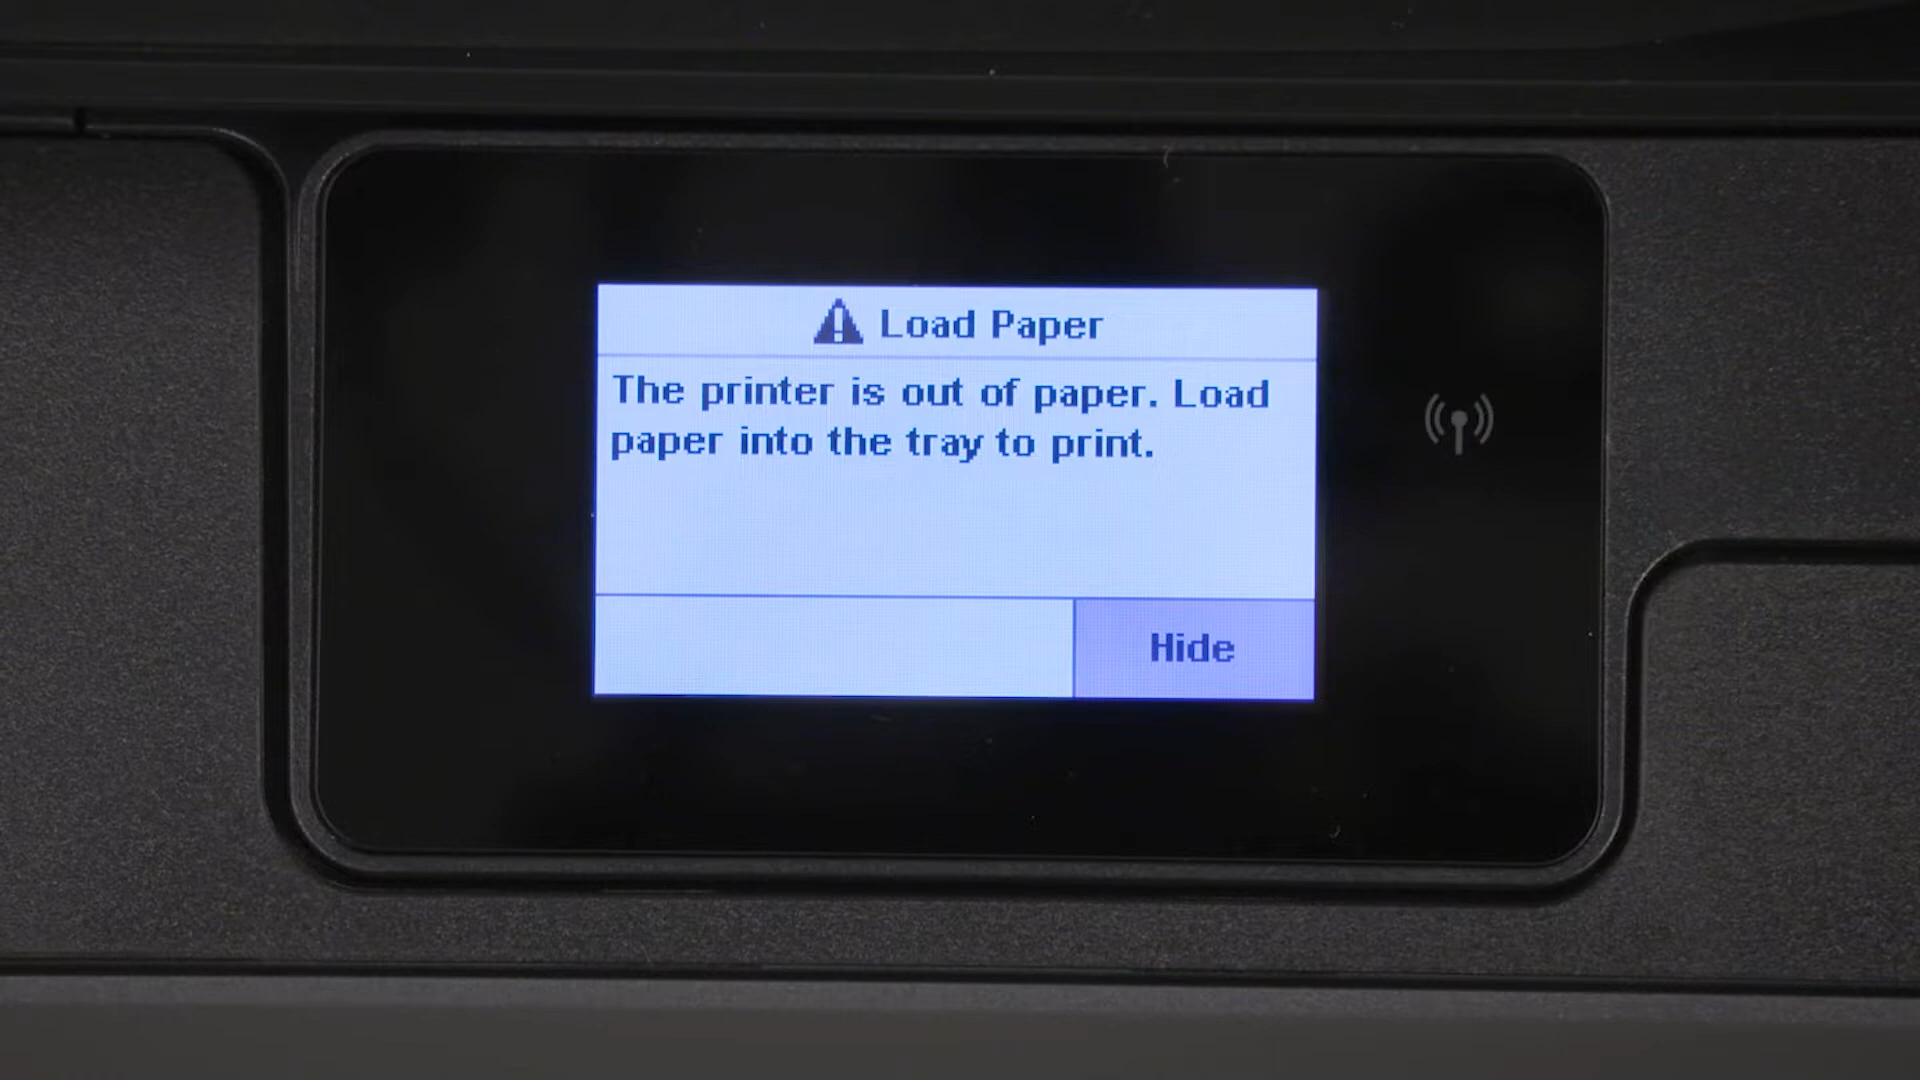 Load Paper
The printer is out of paper. Load
paper into the tray to print.
Hide